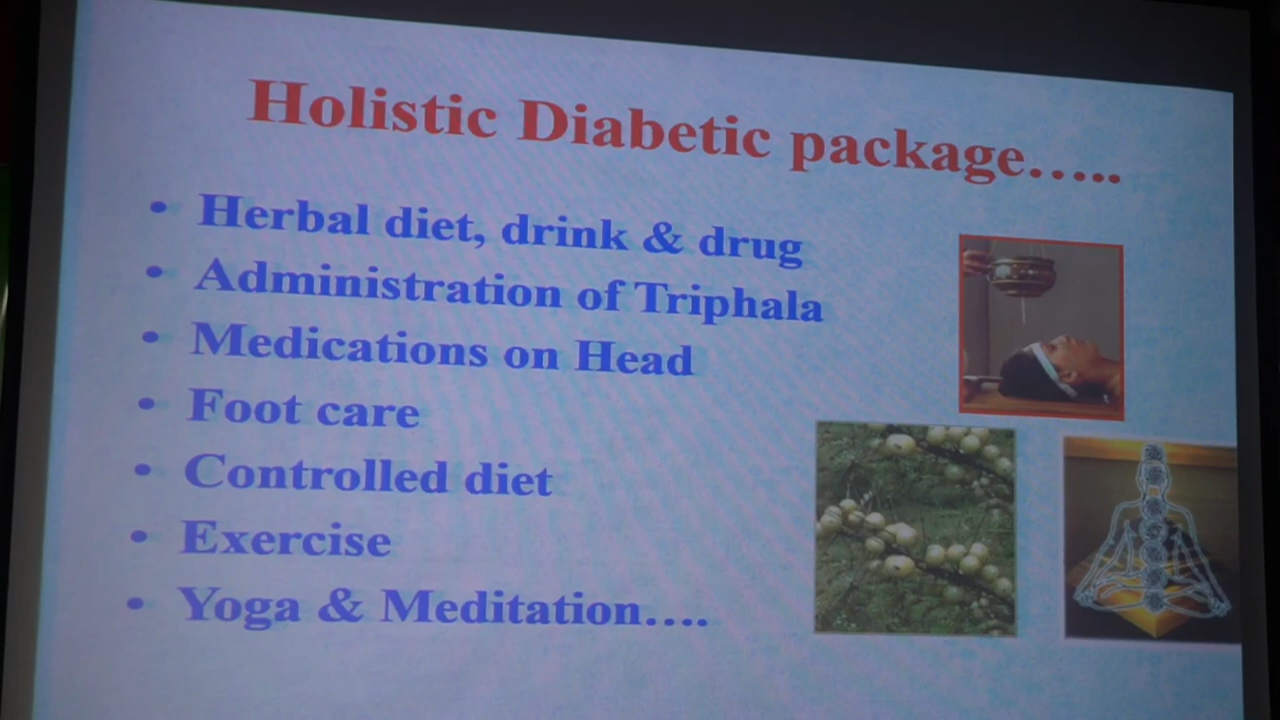 Holistic Diabetic package…..
• Herbal diet, drink & drug
• Administration of Triphala
• Medications on Head
• Foot care
• Controlled diet
• Exercise
• Yoga & Meditation….